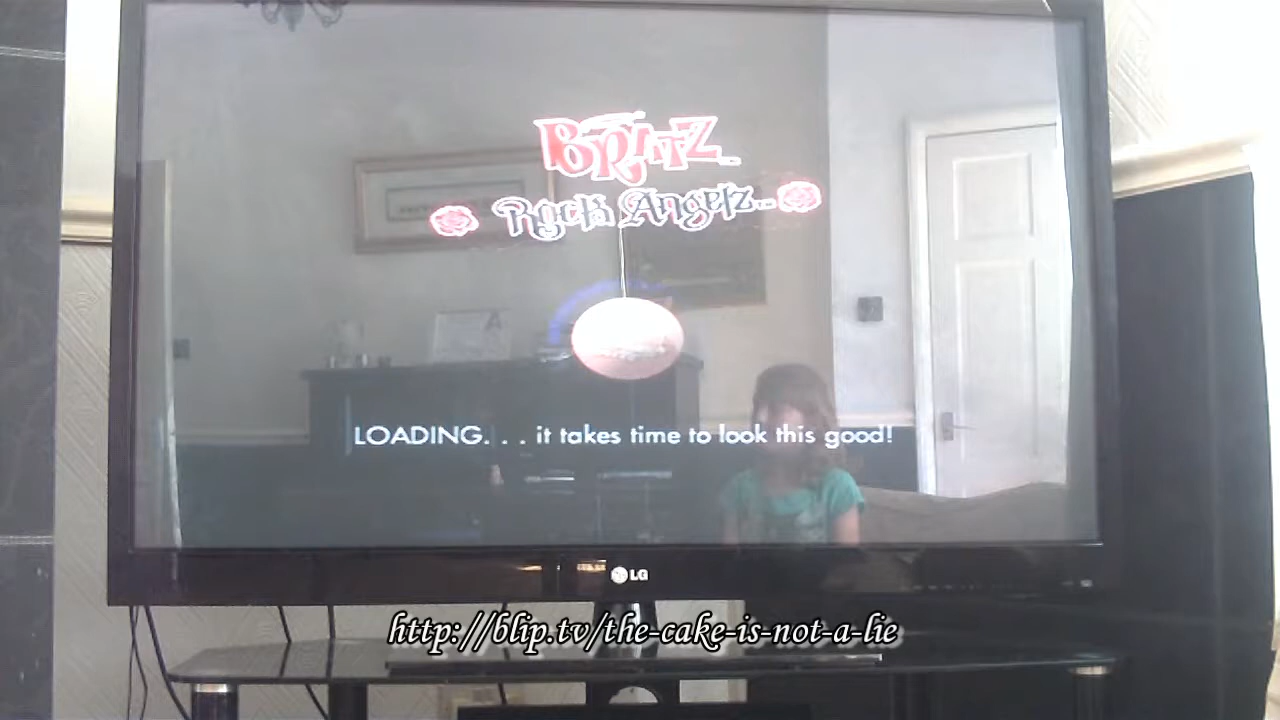 BRATZ
Rock Angelz...
LOADING. . . it takes time to look this good!
LG
http://blip.tv/the-cake-is-not-a-lie